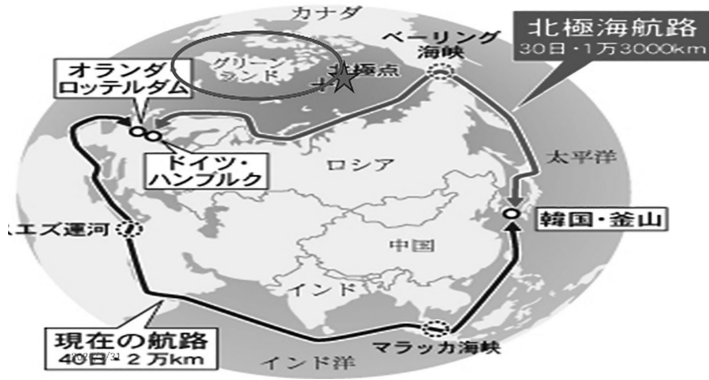 カナダ
ベーリング
海峡
北極海航路
30日・1万3000km
グリーン
ランド
北極点
オランダ
ロッテルダム
ドイツ・
ハンブルク
ロシア
太平洋
韓国・釜山
エズ運河
中国
インド
現在の航路
40日・2万km
インド洋
マラッカ海峡